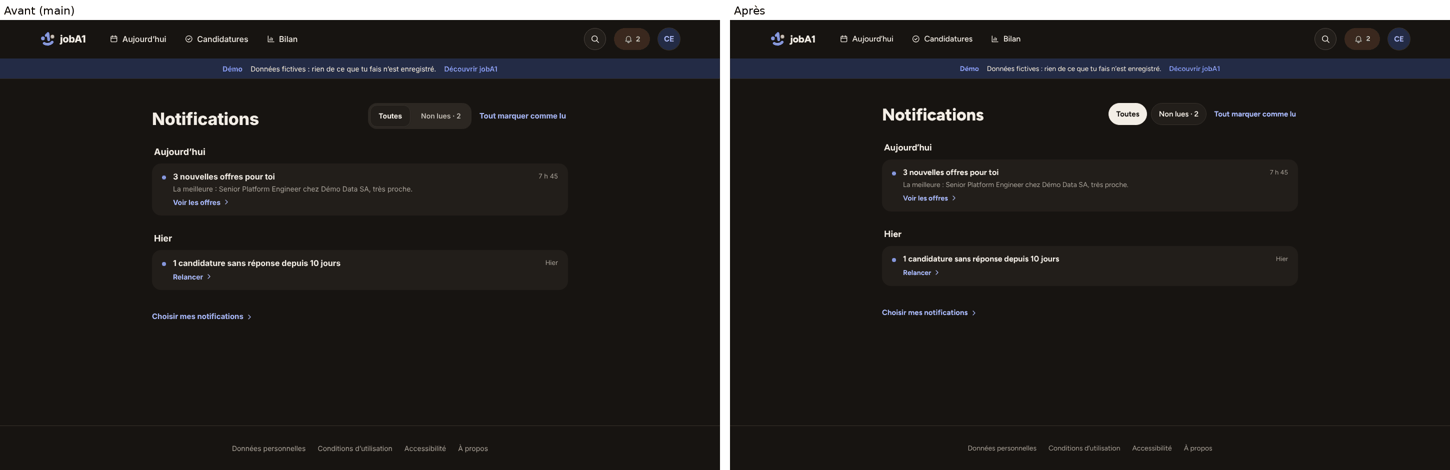 Avant (main)
jobA1 Aujourd'hui Candidatures Bilan 2 CE
Démo Données fictives : rien de ce que tu fais n'est enregistré. Découvrir jobA1
Notifications Toutes Non lues · 2 Tout marquer comme lu
Aujourd'hui
3 nouvelles offres pour toi 7 h 45
La meilleure : Senior Platform Engineer chez Démo Data SA, très proche.
Voir les offres
Hier
1 candidature sans réponse depuis 10 jours Hier
Relancer
Choisir mes notifications
Données personnelles Conditions d'utilisation Accessibilité À propos
Après
jobA1 Aujourd'hui Candidatures Bilan 2 CE
Démo Données fictives : rien de ce que tu fais n'est enregistré. Découvrir jobA1
Notifications Toutes Non lues · 2 Tout marquer comme lu
Aujourd'hui
3 nouvelles offres pour toi 7 h 45
La meilleure : Senior Platform Engineer chez Démo Data SA, très proche.
Voir les offres
Hier
1 candidature sans réponse depuis 10 jours Hier
Relancer
Choisir mes notifications
Données personnelles Conditions d'utilisation Accessibilité À propos